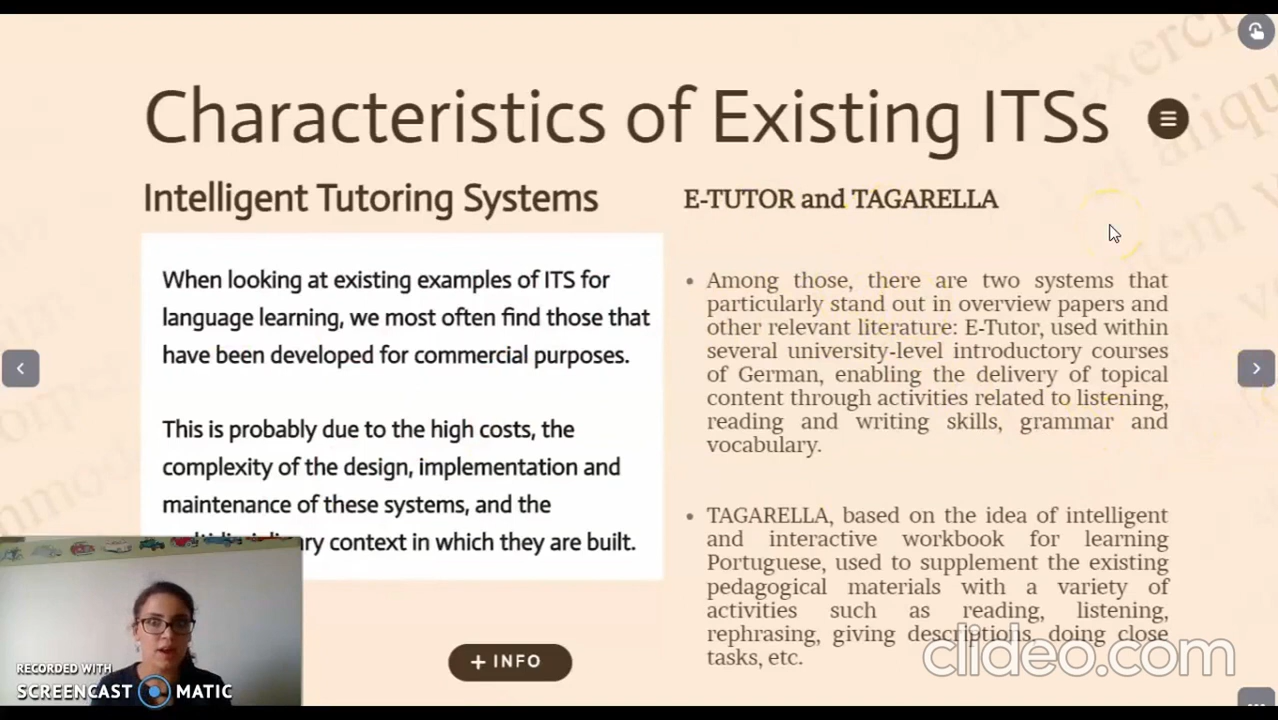 Characteristics of Existing ITSs
Intelligent Tutoring Systems
When looking at existing examples of ITS for
language learning, we most often find those that
have been developed for commercial purposes.
This is probably due to the high costs, the
complexity of the design, implementation and
maintenance of these systems, and the
context in which they are built.
+ INFO
E-TUTOR and TAGARELLA
• Among those, there are two systems that
particularly stand out in overview papers and
other relevant literature: E-Tutor, used within
several university-level introductory courses
of German, enabling the delivery of topical
content through activities related to listening,
reading and writing skills, grammar and
vocabulary.
• TAGARELLA, based on the idea of intelligent
and interactive workbook for learning
Portuguese, used to supplement the existing
pedagogical materials with a variety of
activities such as reading, listening,
rephrasing, giving descriptions, doing close
tasks, etc.
clideo.com
RECORDED WITH
SCREENCAST MATIC